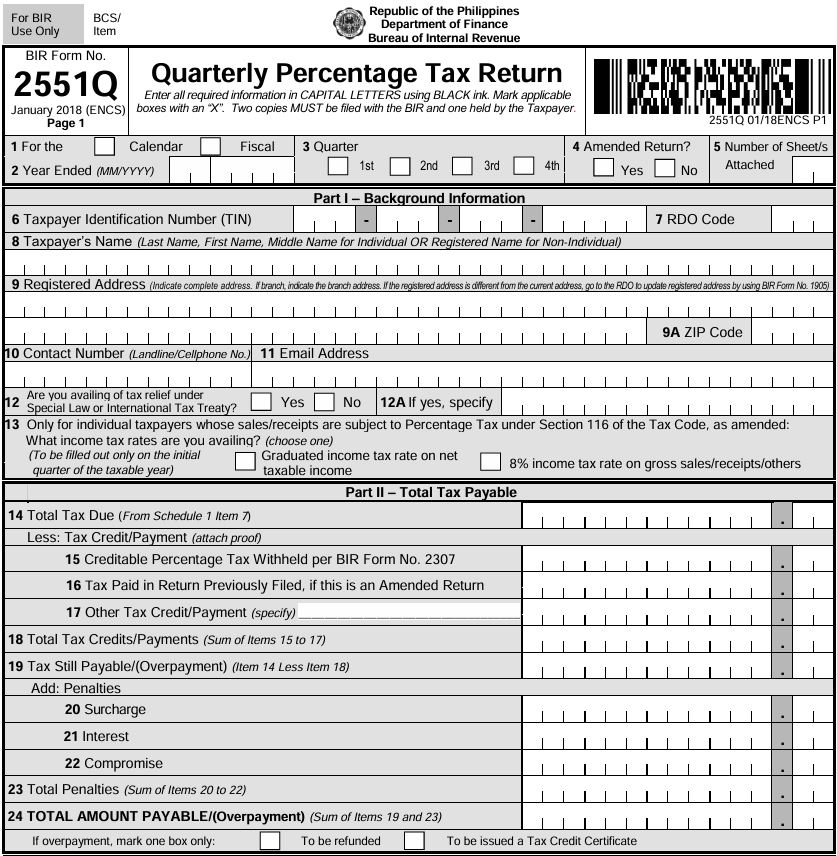 For BIR
Use Only
BCS/
Item
Republic of the Philippines
Department of Finance
Bureau of Internal Revenue
BIR Form No.
2551Q
January 2018 (ENCS)
Page 1
Quarterly Percentage Tax Return
Enter all required information in CAPITAL LETTERS using BLACK ink. Mark applicable
boxes with an “X”. Two copies MUST be filed with the BIR and one held by the Taxpayer.
2551Q 01/18ENCS P1
1 For the Calendar Fiscal
2 Year Ended (MM/YYYY)
3 Quarter
1st 2nd 3rd 4th
4 Amended Return?
Yes No
5 Number of Sheet/s
Attached
Part I – Background Information
6 Taxpayer Identification Number (TIN) - - - 7 RDO Code
8 Taxpayer’s Name (Last Name, First Name, Middle Name for Individual OR Registered Name for Non-Individual)
9 Registered Address (Indicate complete address. If branch, indicate the branch address. If the registered address is different from the current address, go to the RDO to update registered address by using BIR Form No. 1905)
9A ZIP Code
10 Contact Number (Landline/Cellphone No.) 11 Email Address
12 Are you availing of tax relief under
Special Law or International Tax Treaty?
Yes No 12A If yes, specify
13 Only for individual taxpayers whose sales/receipts are subject to Percentage Tax under Section 116 of the Tax Code, as amended:
What income tax rates are you availing? (choose one)
(To be filled out only on the initial
quarter of the taxable year)
Graduated income tax rate on net
taxable income
8% income tax rate on gross sales/receipts/others
Part II – Total Tax Payable
14 Total Tax Due (From Schedule 1 Item 7) .
Less: Tax Credit/Payment (attach proof)
15 Creditable Percentage Tax Withheld per BIR Form No. 2307 .
16 Tax Paid in Return Previously Filed, if this is an Amended Return .
17 Other Tax Credit/Payment (specify) .
18 Total Tax Credits/Payments (Sum of Items 15 to 17) .
19 Tax Still Payable/(Overpayment) (Item 14 Less Item 18) .
Add: Penalties
20 Surcharge .
21 Interest .
22 Compromise .
23 Total Penalties (Sum of Items 20 to 22) .
24 TOTAL AMOUNT PAYABLE/(Overpayment) (Sum of Items 19 and 23) .
If overpayment, mark one box only: To be refunded To be issued a Tax Credit Certificate